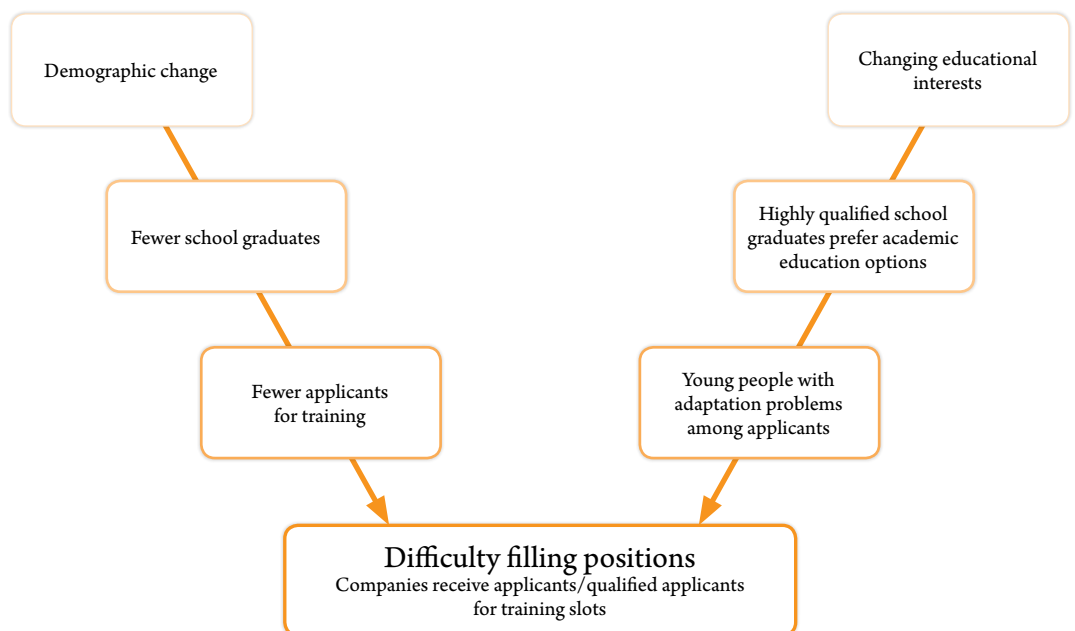 Demographic change
Changing educational
interests
Fewer school graduates
Highly qualified school
graduates prefer academic
education options
Fewer applicants
for training
Young people with
adaptation problems
among applicants
Difficulty filling positions
Companies receive applicants/qualified applicants
for training slots